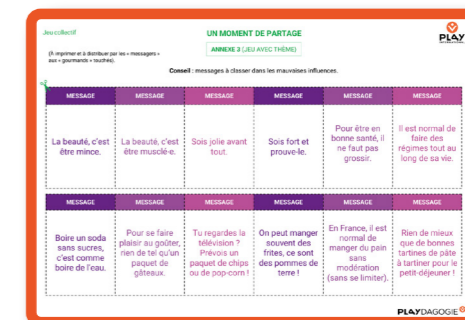 Jeu collectif
UN MOMENT DE PARTAGE
PLAY
INTERNATIONAL
ANNEXE 3 (JEU AVEC THÈME)
(À imprimer et à distribuer par les « messagers »
aux « gourmands » touchés).
Conseil : messages à classer dans les mauvaises influences.
MESSAGE MESSAGE MESSAGE MESSAGE MESSAGE MESSAGE
La beauté, c'est
être mince.
La beauté, c'est
être musclé·e.
Sois jolie avant
tout.
Sois fort et
prouve-le.
Pour être en
bonne santé, il
ne faut pas
grossir.
Il est normal de
faire des
régimes tout au
long de sa vie.
MESSAGE MESSAGE MESSAGE MESSAGE MESSAGE MESSAGE
Boire un soda
sans sucres,
c'est comme
boire de l'eau.
Pour se faire
plaisir au goûter,
rien de tel qu'un
paquet de
gâteaux.
Tu regardes la
télévision ?
Prévois un
paquet de chips
ou de pop-corn !
On peut manger
souvent des
frites, ce sont
des pommes de
terre !
En France, il est
normal de
manger du pain
sans
modération
(sans se limiter).
Rien de mieux
que de bonnes
tartines de pâte
à tartiner pour le
petit-déjeuner !
PLAYDAGOGIE